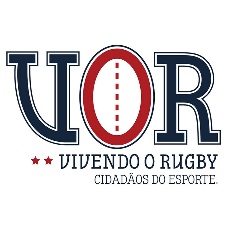 VOR
VIVENDO O RUGBY
CIDADÃOS DO ESPORTE.